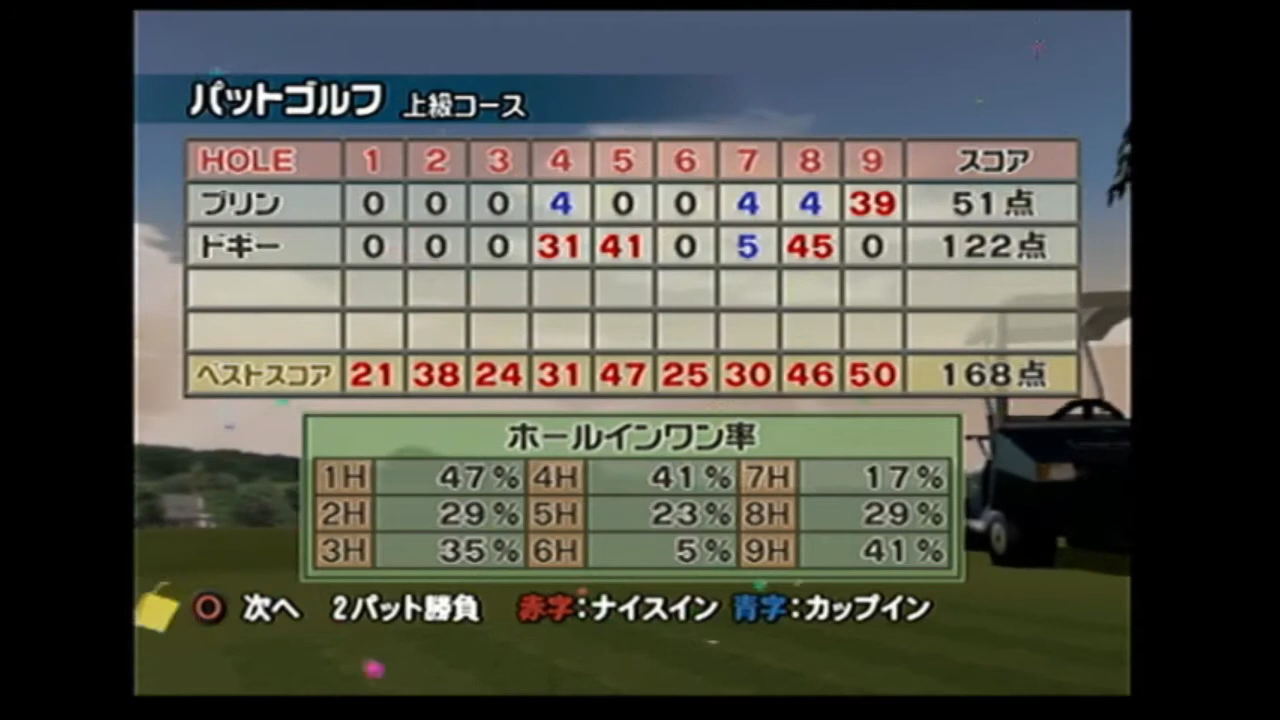 パットゴルフ 上級コース
HOLE 1 2 3 4 5 6 7 8 9 スコア
プリン 0 0 0 4 0 0 4 4 39 51点
ドギー 0 0 0 31 41 0 5 45 0 122点
ベストスコア 21 38 24 31 47 25 30 46 50 168点
ホールインワン率
1H 47% 4H 41% 7H 17%
2H 29% 5H 23% 8H 29%
3H 35% 6H 5% 9H 41%
次へ 2パット勝負 赤字:ナイスイン 青字:カップイン